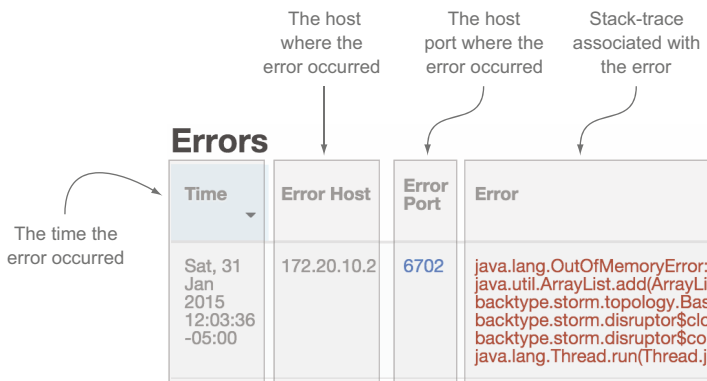 The host
where the
error occurred
The host
port where the
error occurred
Stack-trace
associated with
the error
Errors
Time
Error Host
Error
Port
Error
The time the
error occurred
Sat, 31
Jan
2015
12:03:36
-05:00
172.20.10.2
6702
java.lang.OutOfMemoryError:
java.util.ArrayList.add(ArrayLi
backtype.storm.topology.Bas
backtype.storm.disruptor$clo
backtype.storm.disruptor$co
java.lang.Thread.run(Thread.j